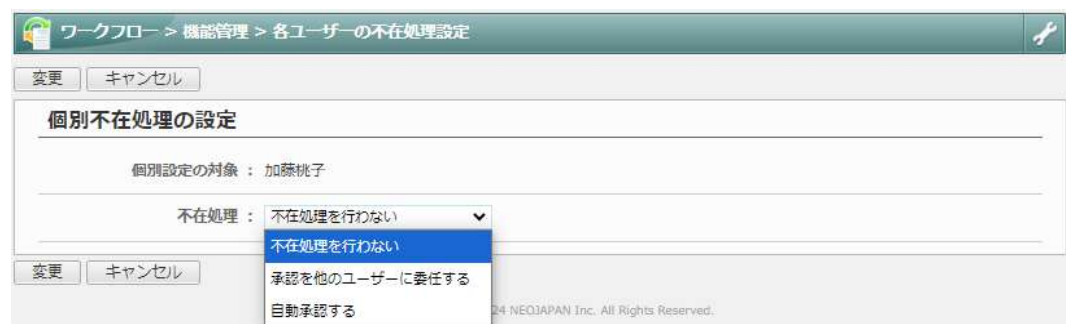 ワークフロー > 機能管理 > 各ユーザーの不在処理設定
変更 キャンセル
個別不在処理の設定
個別設定の対象 : 加藤桃子
不在処理 : 不在処理を行わない
不在処理を行わない
変更 キャンセル
承認を他のユーザーに委任する
自動承認する
24 NEOJAPAN Inc. All Rights Reserved.